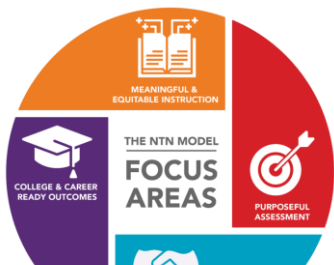 MEANINGFUL &
EQUITABLE INSTRUCTION
THE NTN MODEL
FOCUS
AREAS
COLLEGE & CAREER
READY OUTCOMES
PURPOSEFUL
ASSESSMENT